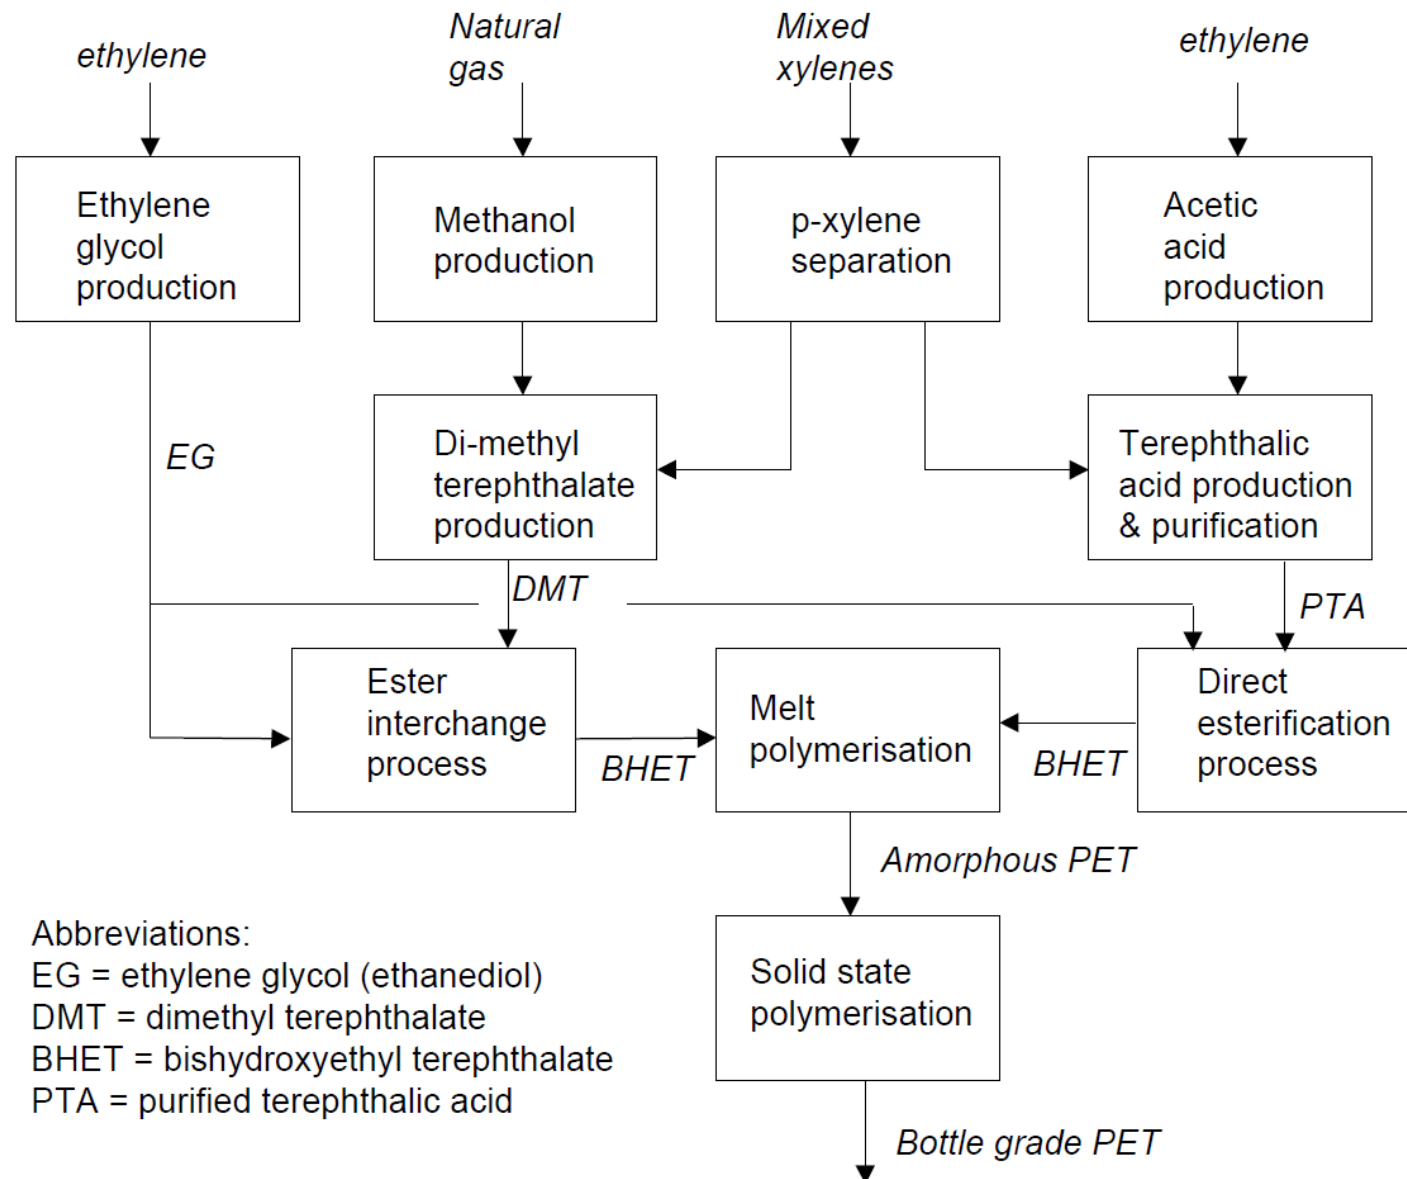 ethylene
Natural
gas
Mixed
xylenes
ethylene
Ethylene
glycol
production
Methanol
production
p-xylene
separation
Acetic
acid
production
EG
Di-methyl
terephthalate
production
Terephthalic
acid production
& purification
DMT
PTA
Ester
interchange
process
BHET
Melt
polymerisation
BHET
Direct
esterification
process
Amorphous PET
Solid state
polymerisation
Bottle grade PET
Abbreviations:
EG = ethylene glycol (ethanediol)
DMT = dimethyl terephthalate
BHET = bishydroxyethyl terephthalate
PTA = purified terephthalic acid